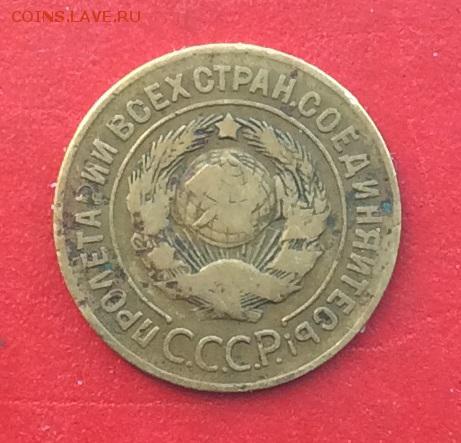 COINS.LAVE.RU
ПРОЛЕТАРИИ ВСЕХ СТРАН, СОЕДИНЯЙТЕСЬ!
С.С.С.Р.